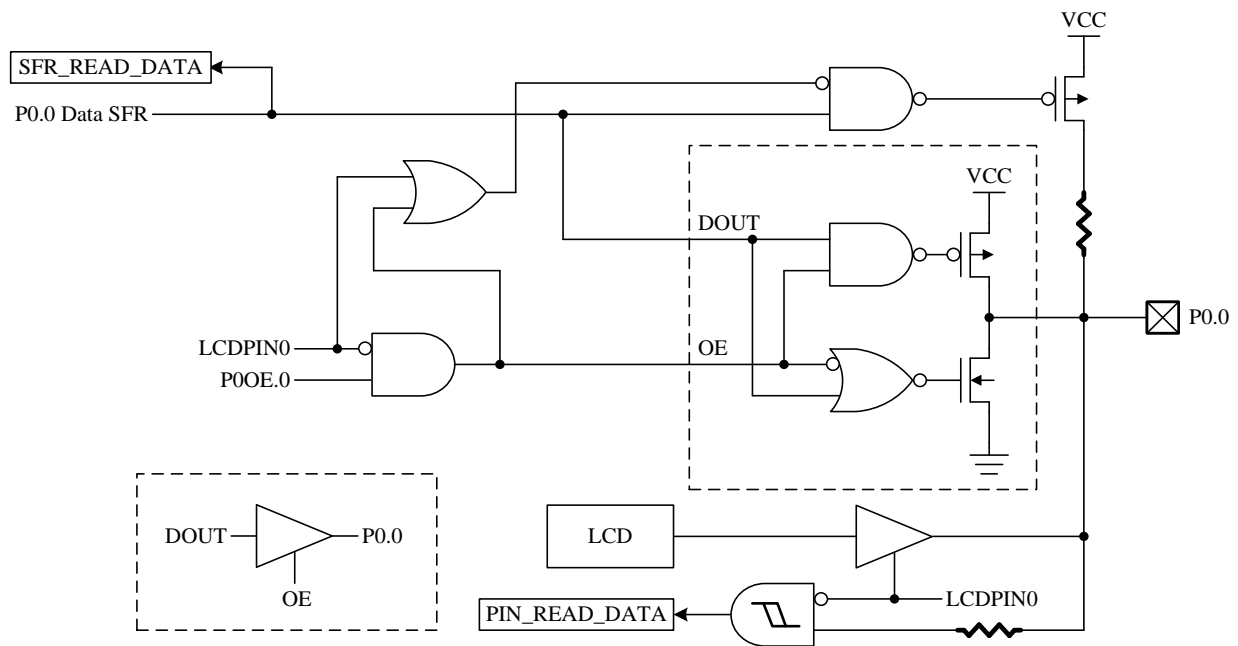 VCC
SFR_READ_DATA
P0.0 Data SFR
VCC
DOUT
P0.0
LCDPIN0
OE
P0OE.0
DOUT
P0.0
LCD
OE
PIN_READ_DATA
LCDPIN0